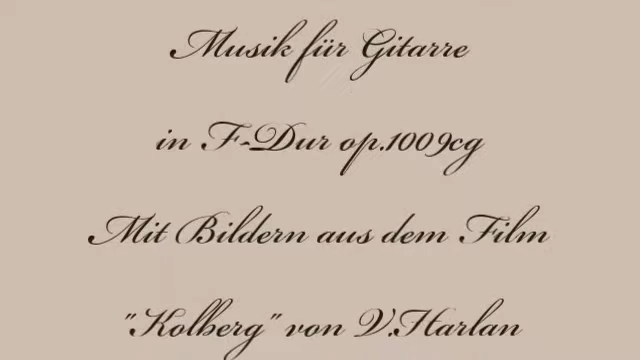 Musik für Gitarre
in F-Dur op.1009cg
Mit Bildern aus dem Film
"Kolberg" von V.Harlan